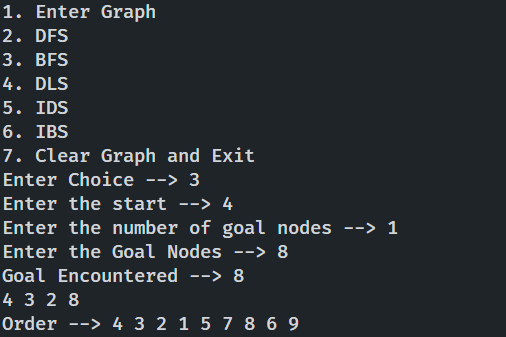 1. Enter Graph
2. DFS
3. BFS
4. DLS
5. IDS
6. IBS
7. Clear Graph and Exit
Enter Choice --> 3
Enter the start --> 4
Enter the number of goal nodes --> 1
Enter the Goal Nodes --> 8
Goal Encountered --> 8
4 3 2 8
Order --> 4 3 2 1 5 7 8 6 9